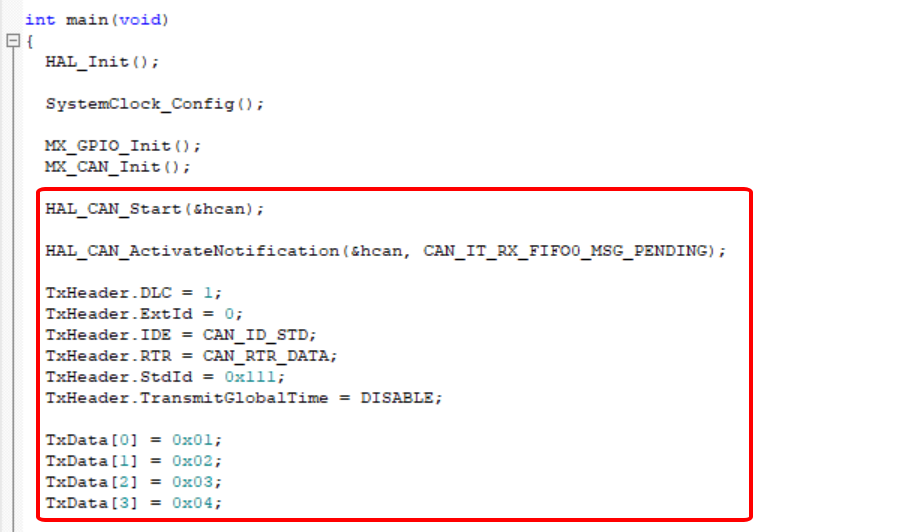 int main(void)
{
HAL_Init();
SystemClock_Config();
MX_GPIO_Init();
MX_CAN_Init();
HAL_CAN_Start(&hcan);
HAL_CAN_ActivateNotification(&hcan, CAN_IT_RX_FIFO0_MSG_PENDING);
TxHeader.DLC = 1;
TxHeader.ExtId = 0;
TxHeader.IDE = CAN_ID_STD;
TxHeader.RTR = CAN_RTR_DATA;
TxHeader.StdId = 0x111;
TxHeader.TransmitGlobalTime = DISABLE;
TxData[0] = 0x01;
TxData[1] = 0x02;
TxData[2] = 0x03;
TxData[3] = 0x04;